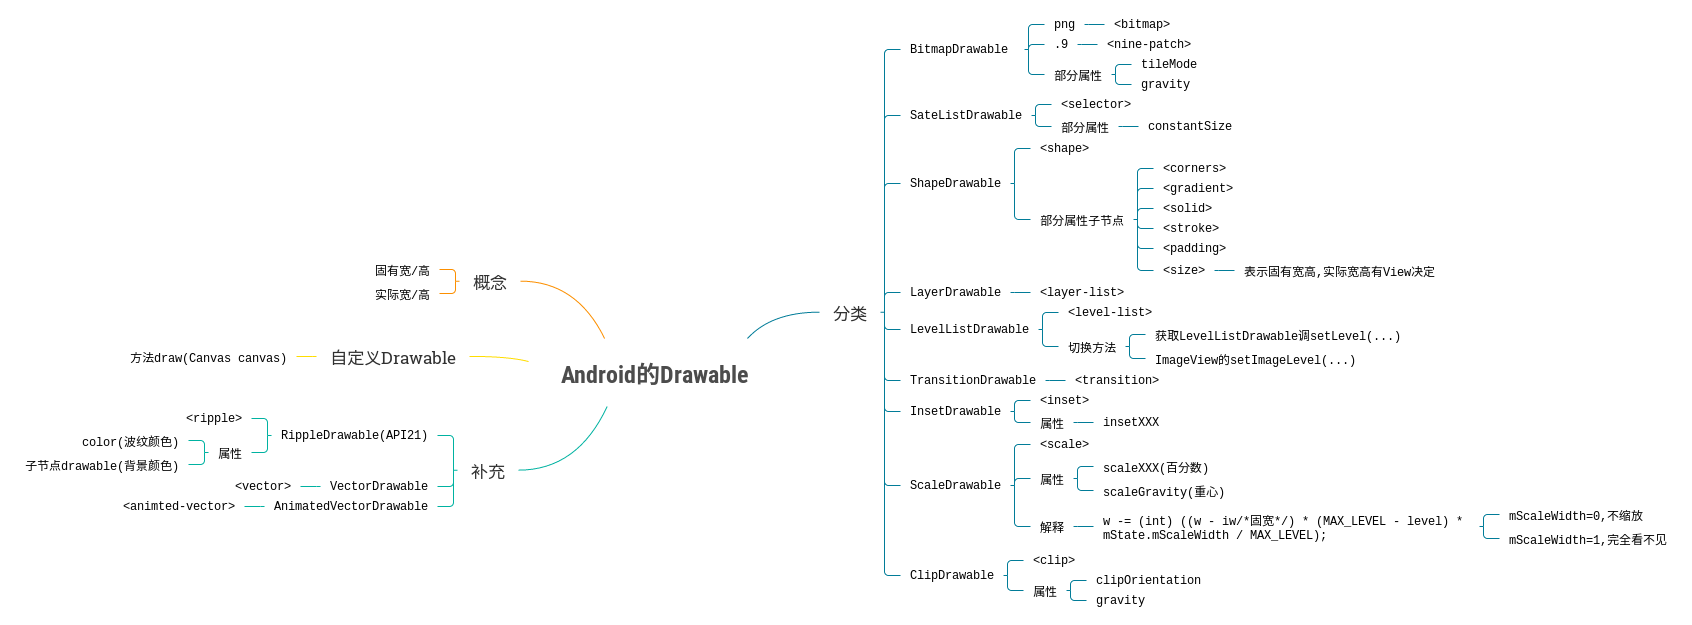 Android的Drawable
概念
固有宽/高
实际宽/高
自定义Drawable
方法draw(Canvas canvas)
补充
RippleDrawable(API21)
<ripple>
属性
color(波纹颜色)
子节点drawable(背景颜色)
VectorDrawable
<vector>
AnimatedVectorDrawable
<animted-vector>
分类
BitmapDrawable
png
<bitmap>
.9
<nine-patch>
部分属性
tileMode
gravity
SateListDrawable
<selector>
部分属性
constantSize
ShapeDrawable
<shape>
部分属性子节点
<corners>
<gradient>
<solid>
<stroke>
<padding>
<size>
表示固有宽高,实际宽高有View决定
LayerDrawable
<layer-list>
LevelListDrawable
<level-list>
切换方法
获取LevelListDrawable调setLevel(...)
ImageView的setImageLevel(...)
TransitionDrawable
<transition>
InsetDrawable
<inset>
属性
insetXXX
ScaleDrawable
<scale>
属性
scaleXXX(百分数)
scaleGravity(重心)
解释
w -= (int) ((w - iw/*固宽*/) * (MAX_LEVEL - level) *
mState.mScaleWidth / MAX_LEVEL);
mScaleWidth=0,不缩放
mScaleWidth=1,完全看不见
ClipDrawable
<clip>
属性
clipOrientation
gravity